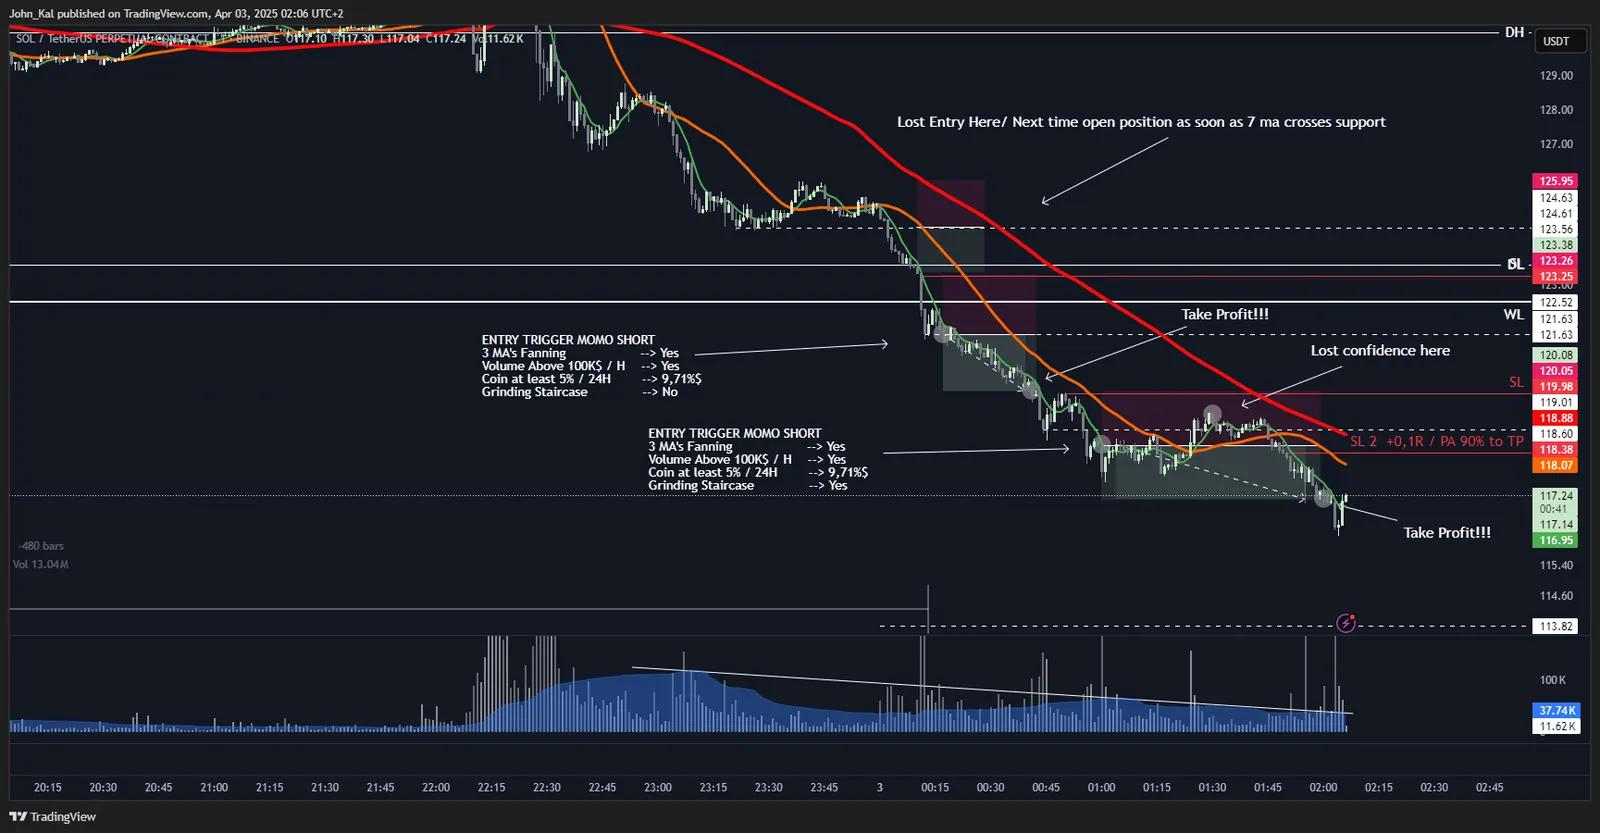 John_Kal published on TradingView.com, Apr 03, 2025 02:06 UTC+2
SOL / TetherUS PERPETUAL CONTRACT BINANCE O117.10 H117.30 L117.04 C117.24 Vol 11.62 K
DH
USDT
129.00
128.00
127.00
Lost Entry Here/ Next time open position as soon as 7 ma crosses support
125.95
124.63
124.61
123.56
123.38
123.26
123.25
123.00
122.52
121.63
121.63
120.08
120.05
119.98
119.01
118.88
118.60
118.38
118.07
117.24
00:41
117.14
116.95
115.40
114.60
113.82
WL
Take Profit!!!
Lost confidence here
SL
SL 2 +0,1R / PA 90% to TP
Take Profit!!!
ENTRY TRIGGER MOMO SHORT
3 MA's Fanning --> Yes
Volume Above 100K$ / H --> Yes
Coin at least 5% / 24H --> 9,71%$
Grinding Staircase --> No
ENTRY TRIGGER MOMO SHORT
3 MA's Fanning --> Yes
Volume Above 100K$ / H --> Yes
Coin at least 5% / 24H --> 9,71%$
Grinding Staircase --> Yes
-480 bars
Vol 13.04M
100 K
37.74 K
11.62 K
20:15 20:30 20:45 21:00 21:15 21:30 21:45 22:00 22:15 22:30 22:45 23:00 23:15 23:30 23:45 3 00:15 00:30 00:45 01:00 01:15 01:30 01:45 02:00 02:15 02:30 02:45
TradingView